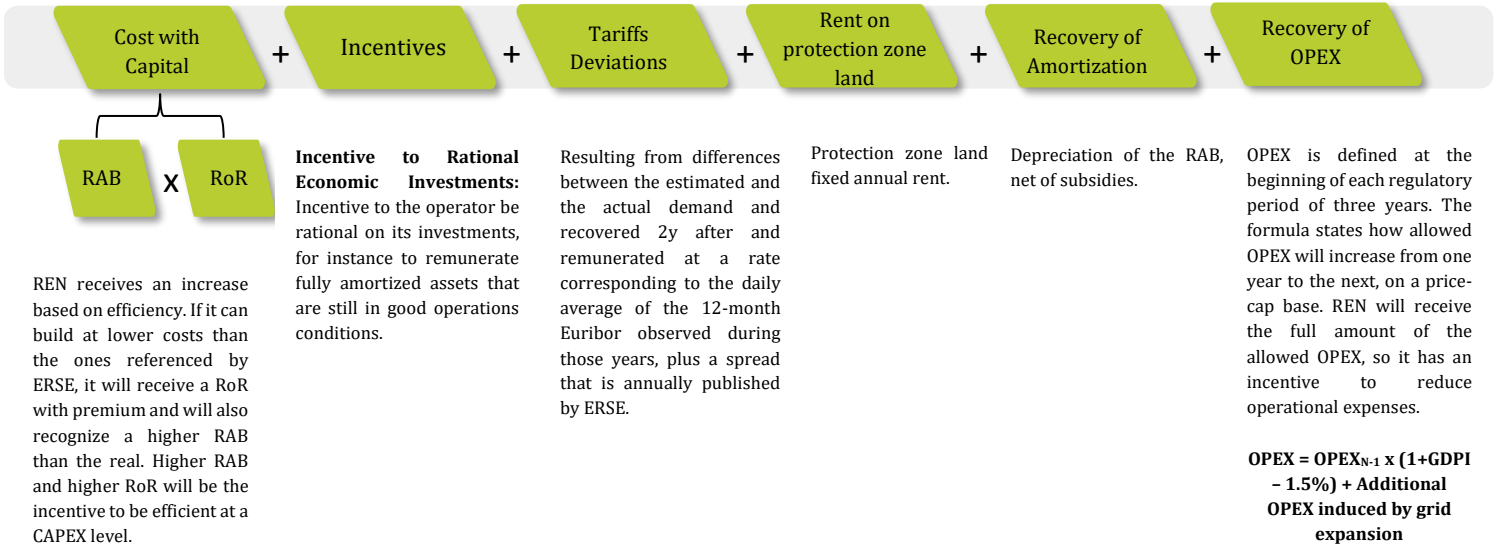 Cost with
Capital
+
Incentives
+
Tariffs
Deviations
+
Rent on
protection zone
land
+
Recovery of
Amortization
+
Recovery of
OPEX
RAB
x
RoR
REN receives an increase
based on efficiency. If it can
build at lower costs than
the ones referenced by
ERSE, it will receive a RoR
with premium and will also
recognize a higher RAB
than the real. Higher RAB
and higher RoR will be the
incentive to be efficient at a
CAPEX level.
Incentive to Rational
Economic Investments:
Incentive to the operator be
rational on its investments,
for instance to remunerate
fully amortized assets that
are still in good operations
conditions.
Resulting from differences
between the estimated and
the actual demand and
recovered 2y after and
remunerated at a rate
corresponding to the daily
average of the 12-month
Euribor observed during
those years, plus a spread
that is annually published
by ERSE.
Protection zone land
fixed annual rent.
Depreciation of the RAB,
net of subsidies.
OPEX is defined at the
beginning of each regulatory
period of three years. The
formula states how allowed
OPEX will increase from one
year to the next, on a price-
cap base. REN will receive
the full amount of the
allowed OPEX, so it has an
incentive to reduce
operational expenses.
OPEX = OPEXN-1 x (1+GDPI
– 1.5%) + Additional
OPEX induced by grid
expansion